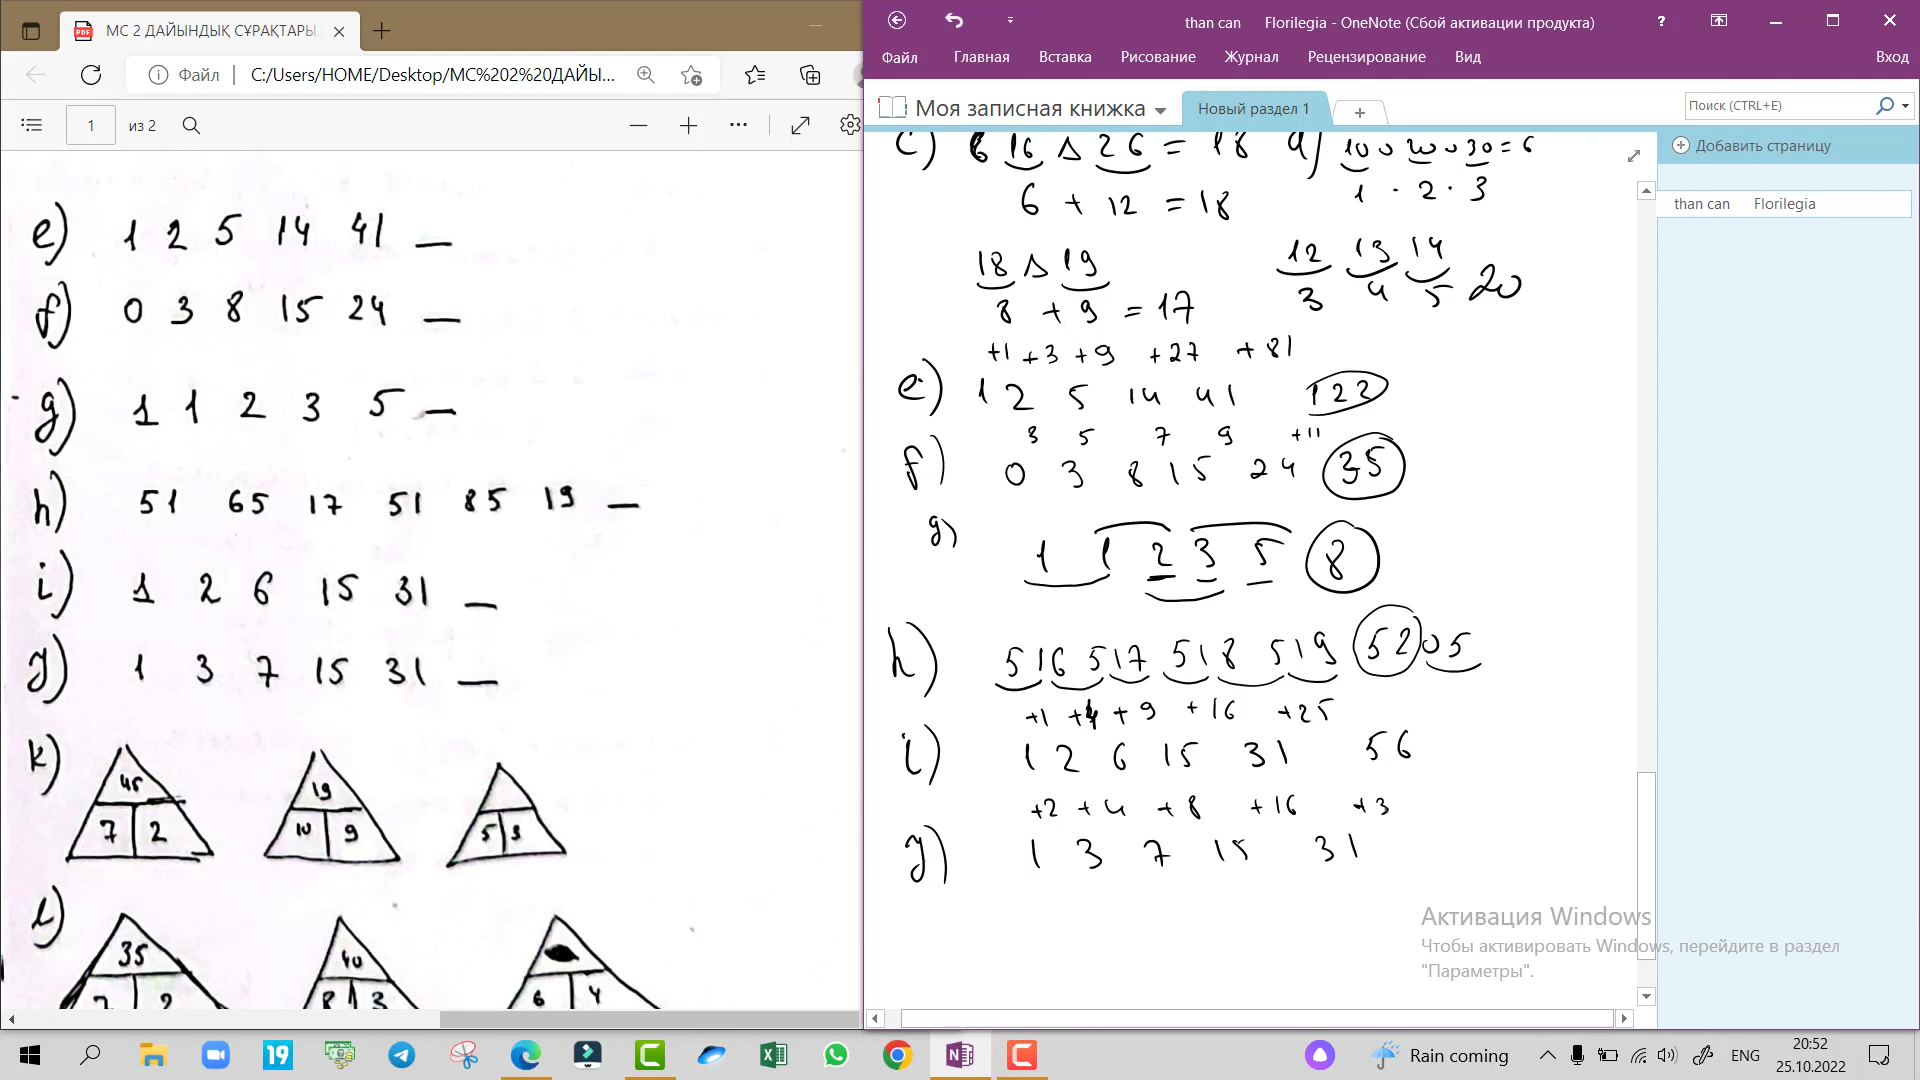 МС 2 ДАЙЫНДЫҚ СҰРАҚТАРЫ.
Файл C:/Users/HOME/Desktop/МС%202%20ДАЙЫ...
1 из 2
e) 1 2 5 14 41 _
f) 0 3 8 15 24 _
g) 1 1 2 3 5 _
h) 51 65 17 51 85 19 _
i) 1 2 6 15 31 _
j) 1 3 7 15 31 _
k)
45 19
7 2 10 9 5 3
l)
35 40
7 2 8 3 6 4
than can Florilegia - OneNote (Сбой активации продукта)
Файл Главная Вставка Рисование Журнал Рецензирование Вид Вход
Моя записная книжка Новый раздел 1
Поиск (CTRL+E)
Добавить страницу
than can Florilegia
c) 16 Δ 26 = 18 d) 10 o 20 o 30 = 6
6 + 12 = 18 1 · 2 · 3
18 Δ 19 12 13 14
8 + 9 = 17 3 4 5 20
+1 +3 +9 +27 +81
e) 1 2 5 14 41 122
3 5 7 9 +11
f) 0 3 8 15 24 35
g) 1 1 2 3 5 8
h) 516 517 518 519 5205
+1 +4 +9 +16 +25
i) 1 2 6 15 31 56
+2 +4 +8 +16 +3
j) 1 3 7 15 31
Активация Windows
Чтобы активировать Windows, перейдите в раздел
"Параметры".
19
Rain coming
ENG
20:52
25.10.2022